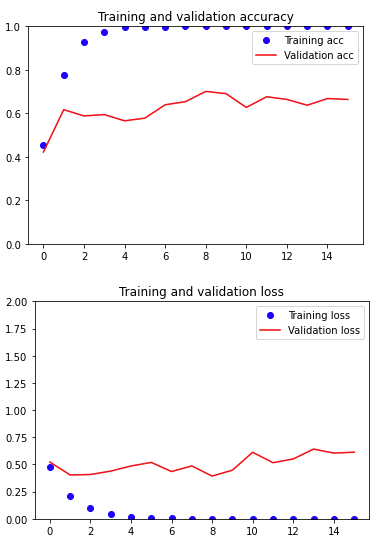 Training and validation accuracy
1.0
Training acc
Validation acc
0.8
0.6
0.4
0.2
0.0
0 2 4 6 8 10 12 14
Training and validation loss
2.00
Training loss
Validation loss
1.75
1.50
1.25
1.00
0.75
0.50
0.25
0.00
0 2 4 6 8 10 12 14